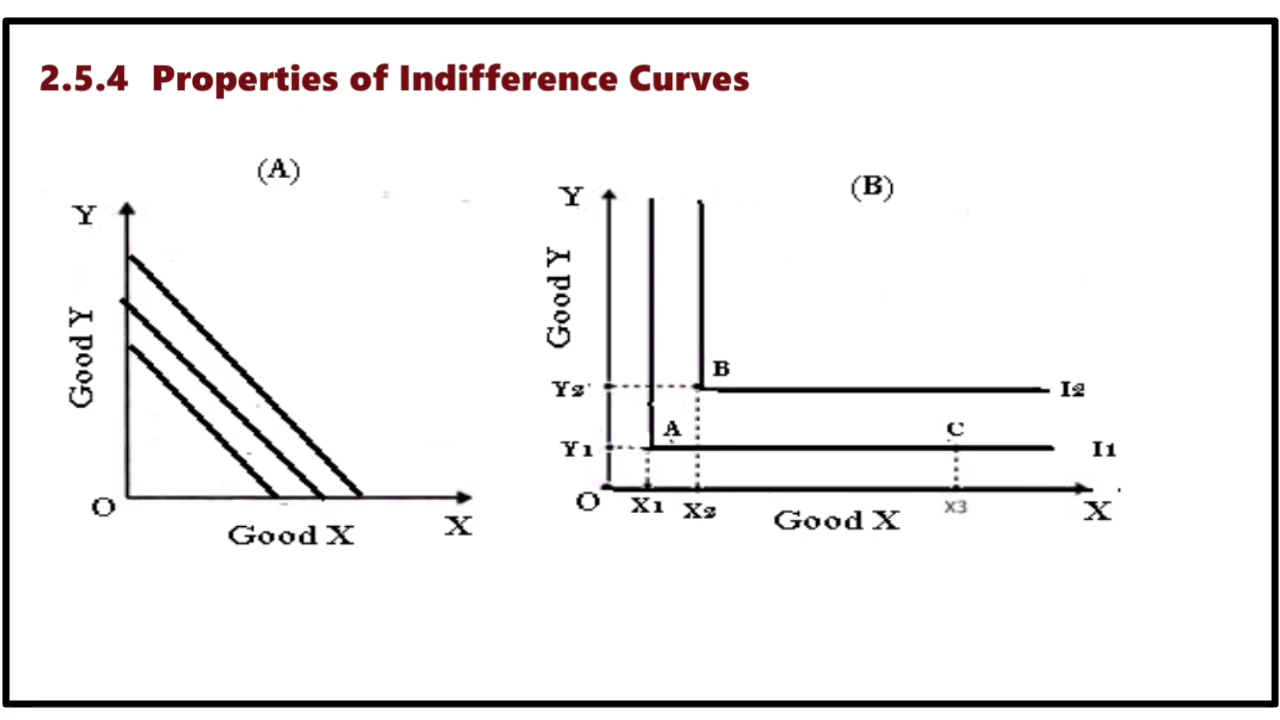 2.5.4 Properties of Indifference Curves
(A)
Y
Good Y
O
Good X
X
(B)
Y
Good Y
B
Y2
I2
A
C
Y1
I1
O
X1
X2
Good X
X3
X